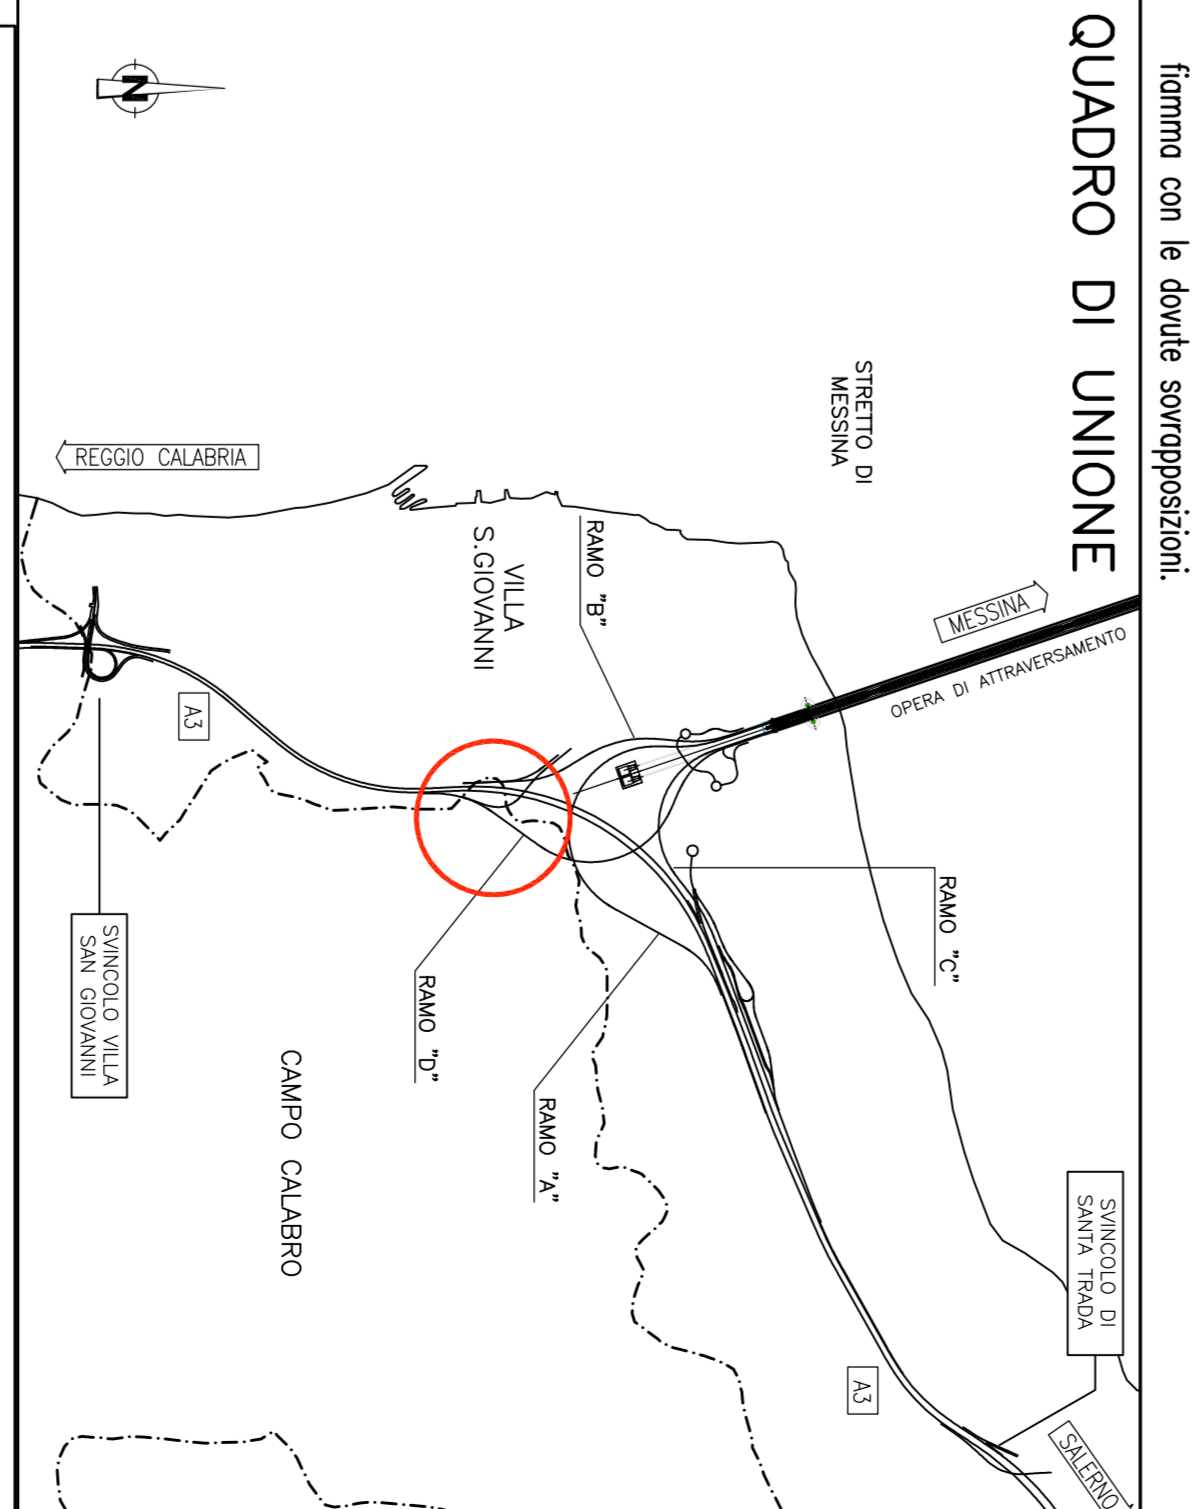 fiamma con le dovute sovrapposizioni.
QUADRO DI UNIONE
N
STRETTO DI
MESSINA
REGGIO CALABRIA
MESSINA
OPERA DI ATTRAVERSAMENTO
RAMO "B"
VILLA
S.GIOVANNI
A3
RAMO "C"
SVINCOLO VILLA
SAN GIOVANNI
RAMO "D"
RAMO "A"
CAMPO CALABRO
SVINCOLO DI
SANTA TRADA
A3
SALERNO